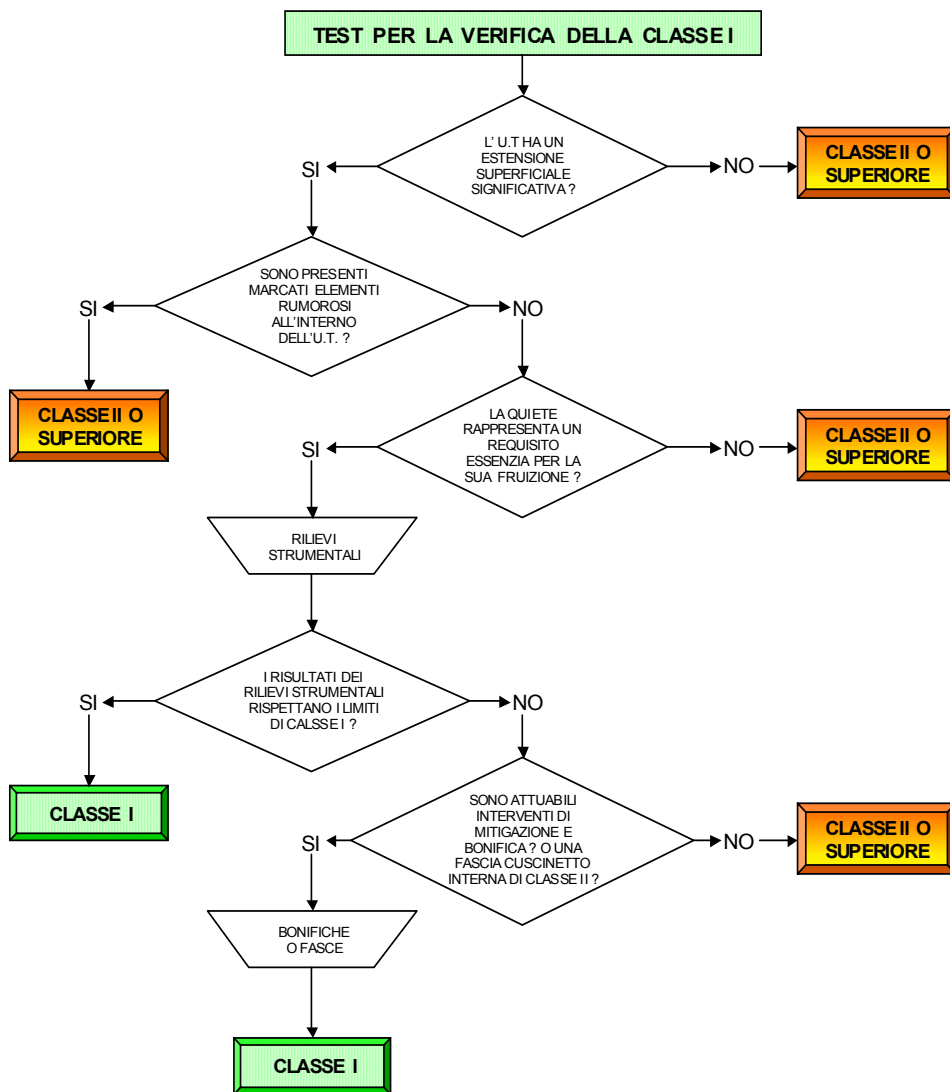 TEST PER LA VERIFICA DELLA CLASSE I
L' U.T HA UN
ESTENSIONE
SUPERFICIALE
SIGNIFICATIVA ?
SI
NO
CLASSE II O
SUPERIORE
SONO PRESENTI
MARCATI ELEMENTI
RUMOROSI
ALL'INTERNO
DELL'U.T. ?
SI
NO
CLASSE II O
SUPERIORE
LA QUIETE
RAPPRESENTA UN
REQUISITO
ESSENZIA PER LA
SUA FRUIZIONE ?
SI
NO
CLASSE II O
SUPERIORE
RILIEVI
STRUMENTALI
I RISULTATI DEI
RILIEVI STRUMENTALI
RISPETTANO I LIMITI
DI CALSSE I ?
SI
NO
CLASSE I
SONO ATTUABILI
INTERVENTI DI
MITIGAZIONE E
BONIFICA ? O UNA
FASCIA CUSCINETTO
INTERNA DI CLASSE II ?
SI
NO
CLASSE II O
SUPERIORE
BONIFICHE
O FASCE
CLASSE I